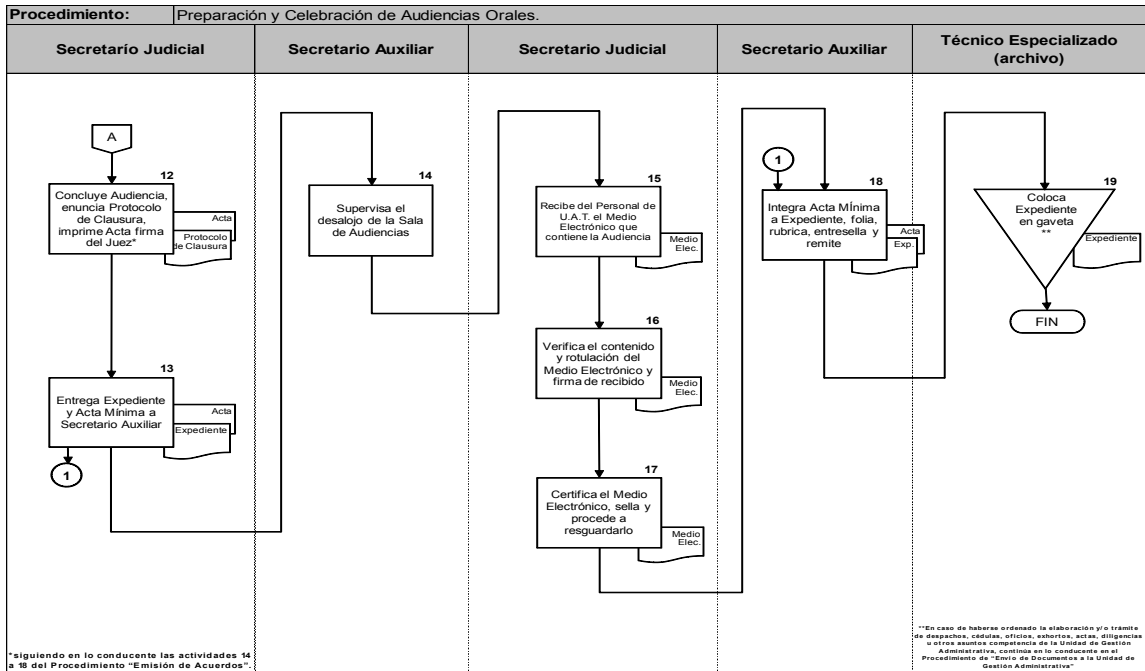 Procedimiento: Preparación y Celebración de Audiencias Orales.
Secretarío Judicial
Secretario Auxiliar
Secretario Judicial
Secretario Auxiliar
Técnico Especializado
(archivo)
A
12
Concluye Audiencia,
enuncia Protocolo
de Clausura,
imprime Acta firma
del Juez*
Acta
Protocolo
de Clausura
13
Entrega Expediente
y Acta Mínima a
Secretario Auxiliar
Acta
Expediente
1
14
Supervisa el
desalojo de la Sala
de Audiencias
15
Recibe del Personal de
U.A.T. el Medio
Electrónico que
contiene la Audiencia
Medio
Elec.
16
Verifica el contenido
y rotulación del
Medio Electrónico y
firma de recibido
Medio
Elec.
17
Certifica el Medio
Electrónico, sella y
procede a
resguardarlo
Medio
Elec.
1
18
Integra Acta Mínima
a Expediente, folia,
rubrica, entresella y
remite
Acta
Exp.
19
Coloca
Expediente
en gaveta
**
Expediente
FIN
*siguiendo en lo conducente las actividades 14
a 18 del Procedimiento "Emisión de Acuerdos".
**En caso de haberse ordenado la elaboración y/o trámite
de despachos, cédulas, oficios, exhortos, actas, diligencias
u otros asuntos competencia de la Unidad de Gestión
Administrativa, continúa en lo conducente en el
Procedimiento de "Envío de Documentos a la Unidad de
Gestión Administrativa"